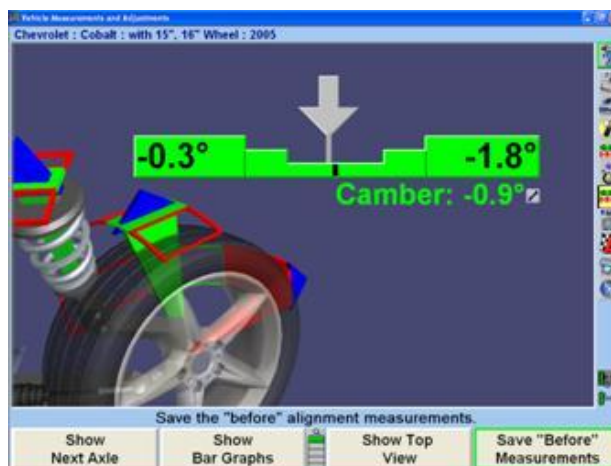 Vehicle Measurements and Adjustments
Chevrolet : Cobalt : with 15", 16" Wheel : 2005
-0.3° -1.8°
Camber: -0.9°
Save the "before" alignment measurements.
Show Next Axle
Show Bar Graphs
Show Top View
Save "Before" Measurements